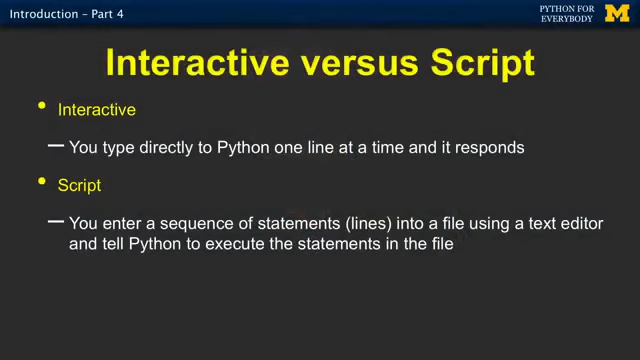 Introduction – Part 4
PYTHON FOR
EVERYBODY
M
Interactive versus Script
• Interactive
– You type directly to Python one line at a time and it responds
• Script
– You enter a sequence of statements (lines) into a file using a text editor
and tell Python to execute the statements in the file